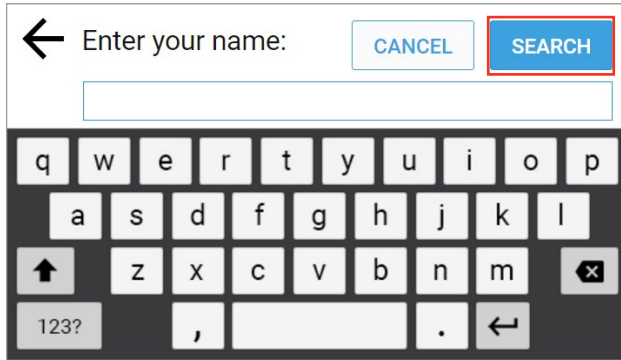 Enter your name: CANCEL SEARCH
q w e r t y u i o p
a s d f g h j k l
z x c v b n m
123? , .